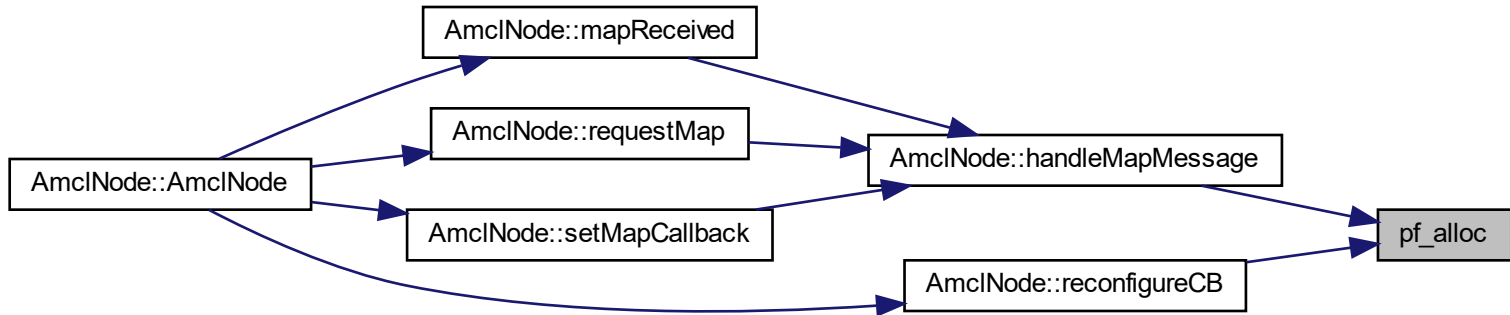 AmclNode::mapReceived
AmclNode::requestMap
AmclNode::handleMapMessage
AmclNode::AmclNode
AmclNode::setMapCallback
pf_alloc
AmclNode::reconfigureCB